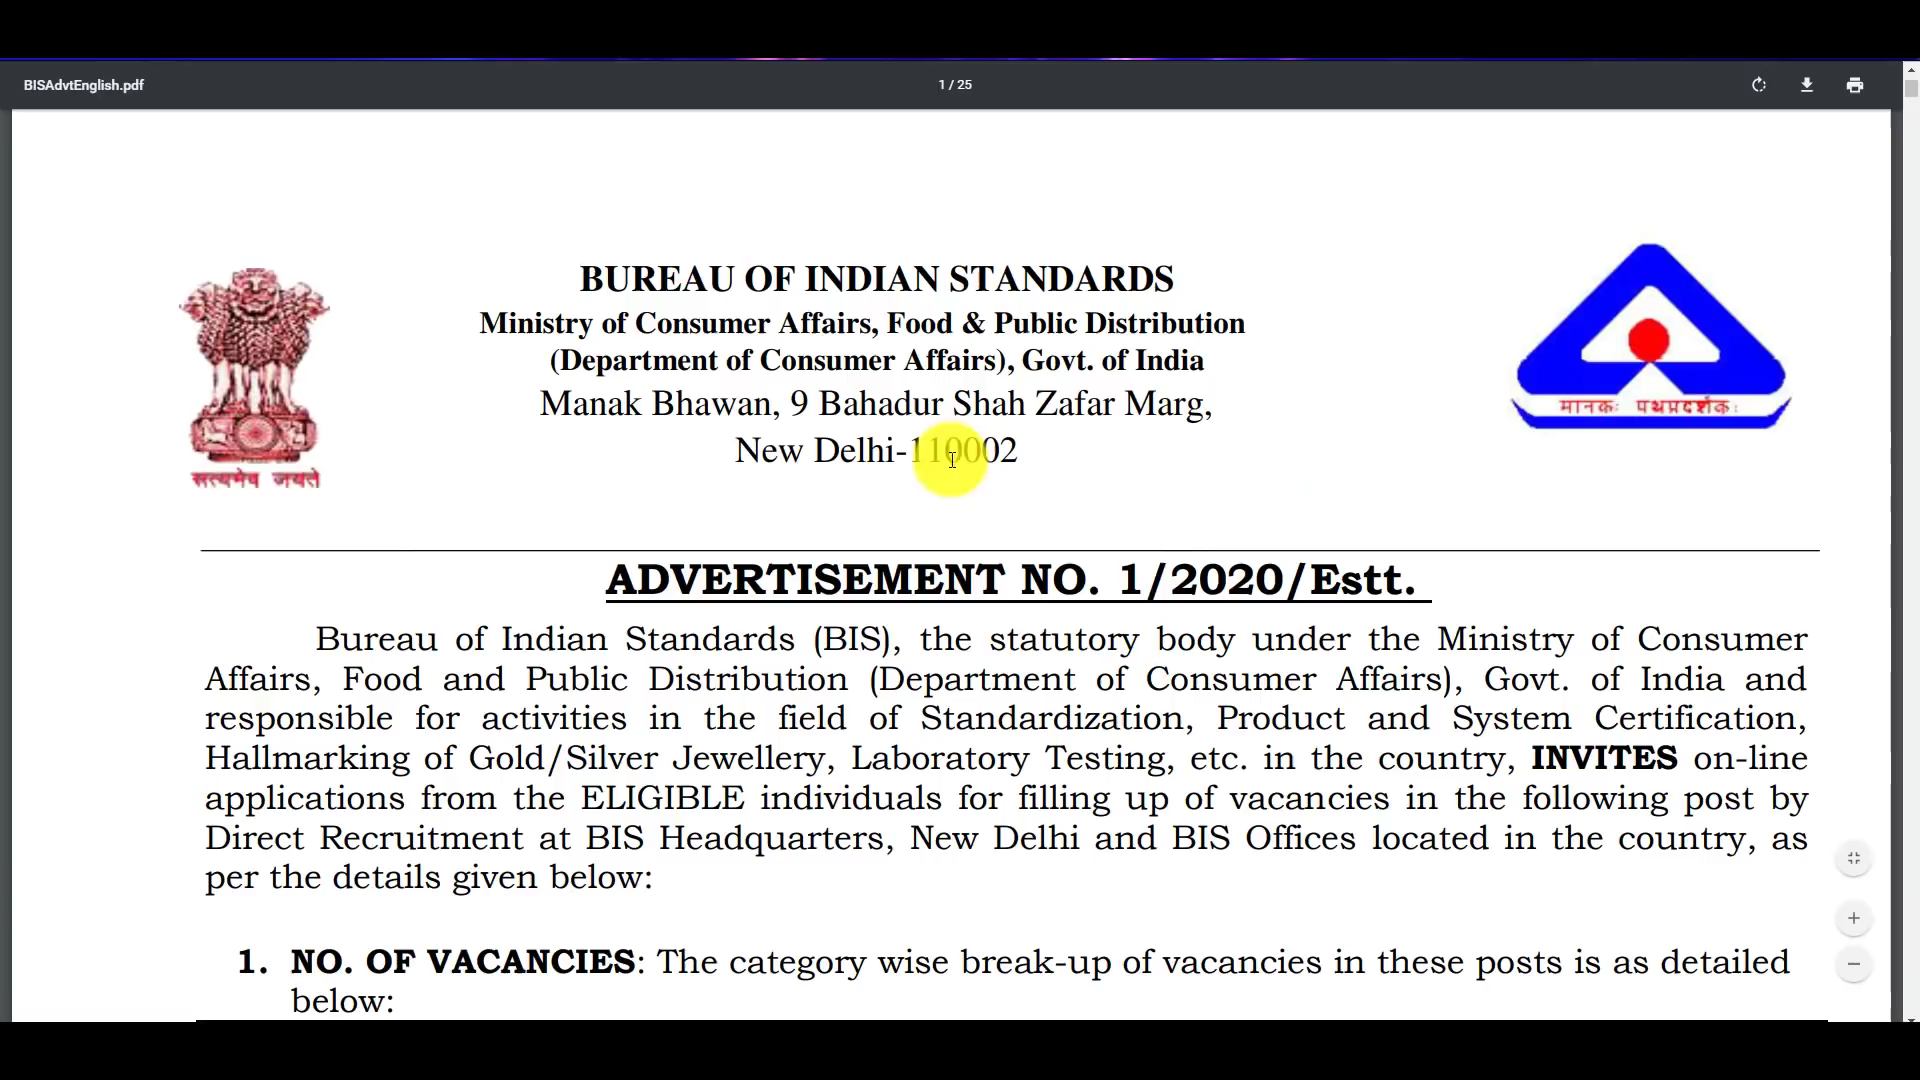 BISAdvtEnglish.pdf
1 / 25
BUREAU OF INDIAN STANDARDS
Ministry of Consumer Affairs, Food & Public Distribution
(Department of Consumer Affairs), Govt. of India
Manak Bhawan, 9 Bahadur Shah Zafar Marg,
New Delhi-110002
सत्यमेव जयते
मानकः पथप्रदर्शकः
ADVERTISEMENT NO. 1/2020/Estt.
Bureau of Indian Standards (BIS), the statutory body under the Ministry of Consumer
Affairs, Food and Public Distribution (Department of Consumer Affairs), Govt. of India and
responsible for activities in the field of Standardization, Product and System Certification,
Hallmarking of Gold/Silver Jewellery, Laboratory Testing, etc. in the country, INVITES on-line
applications from the ELIGIBLE individuals for filling up of vacancies in the following post by
Direct Recruitment at BIS Headquarters, New Delhi and BIS Offices located in the country, as
per the details given below:
1. NO. OF VACANCIES: The category wise break-up of vacancies in these posts is as detailed
below: